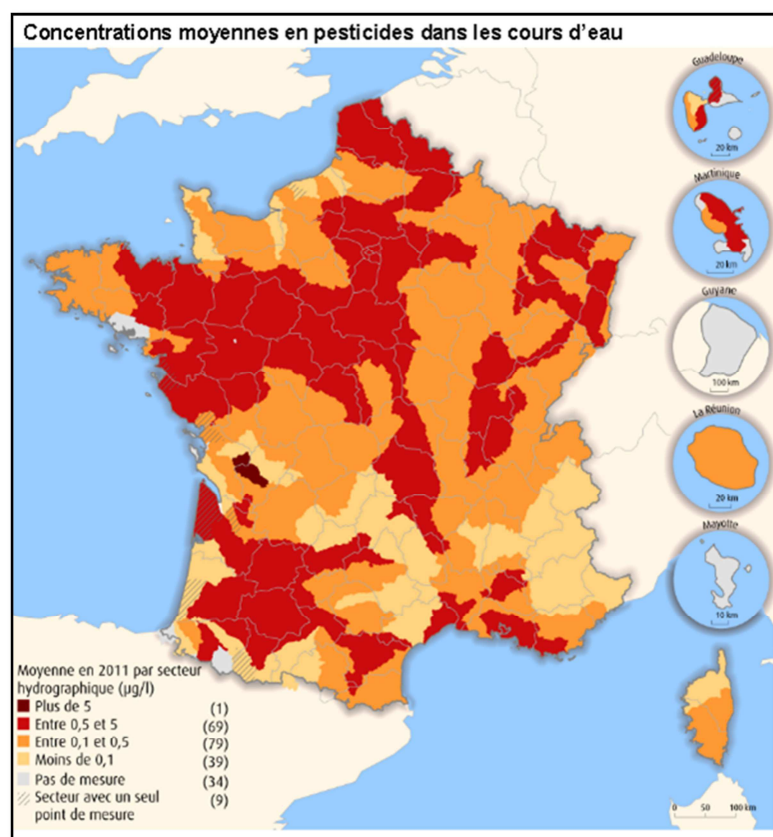 Concentrations moyennes en pesticides dans les cours d'eau
Guadeloupe
20 km
Martinique
20 km
Guyane
100 km
La Réunion
20 km
Mayotte
10 km
Moyenne en 2011 par secteur
hydrographique (µg/l)
Plus de 5 (1)
Entre 0,5 et 5 (69)
Entre 0,1 et 0,5 (79)
Moins de 0,1 (39)
Pas de mesure (34)
Secteur avec un seul (9)
point de mesure
0 50 100 km